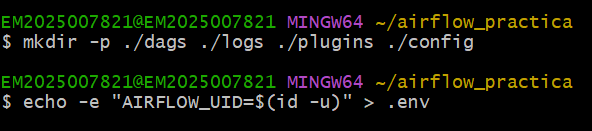 EM2025007821@EM2025007821 MINGW64 ~/airflow_practica
$ mkdir -p ./dags ./logs ./plugins ./config
EM2025007821@EM2025007821 MINGW64 ~/airflow_practica
$ echo -e "AIRFLOW_UID=$(id -u)" > .env